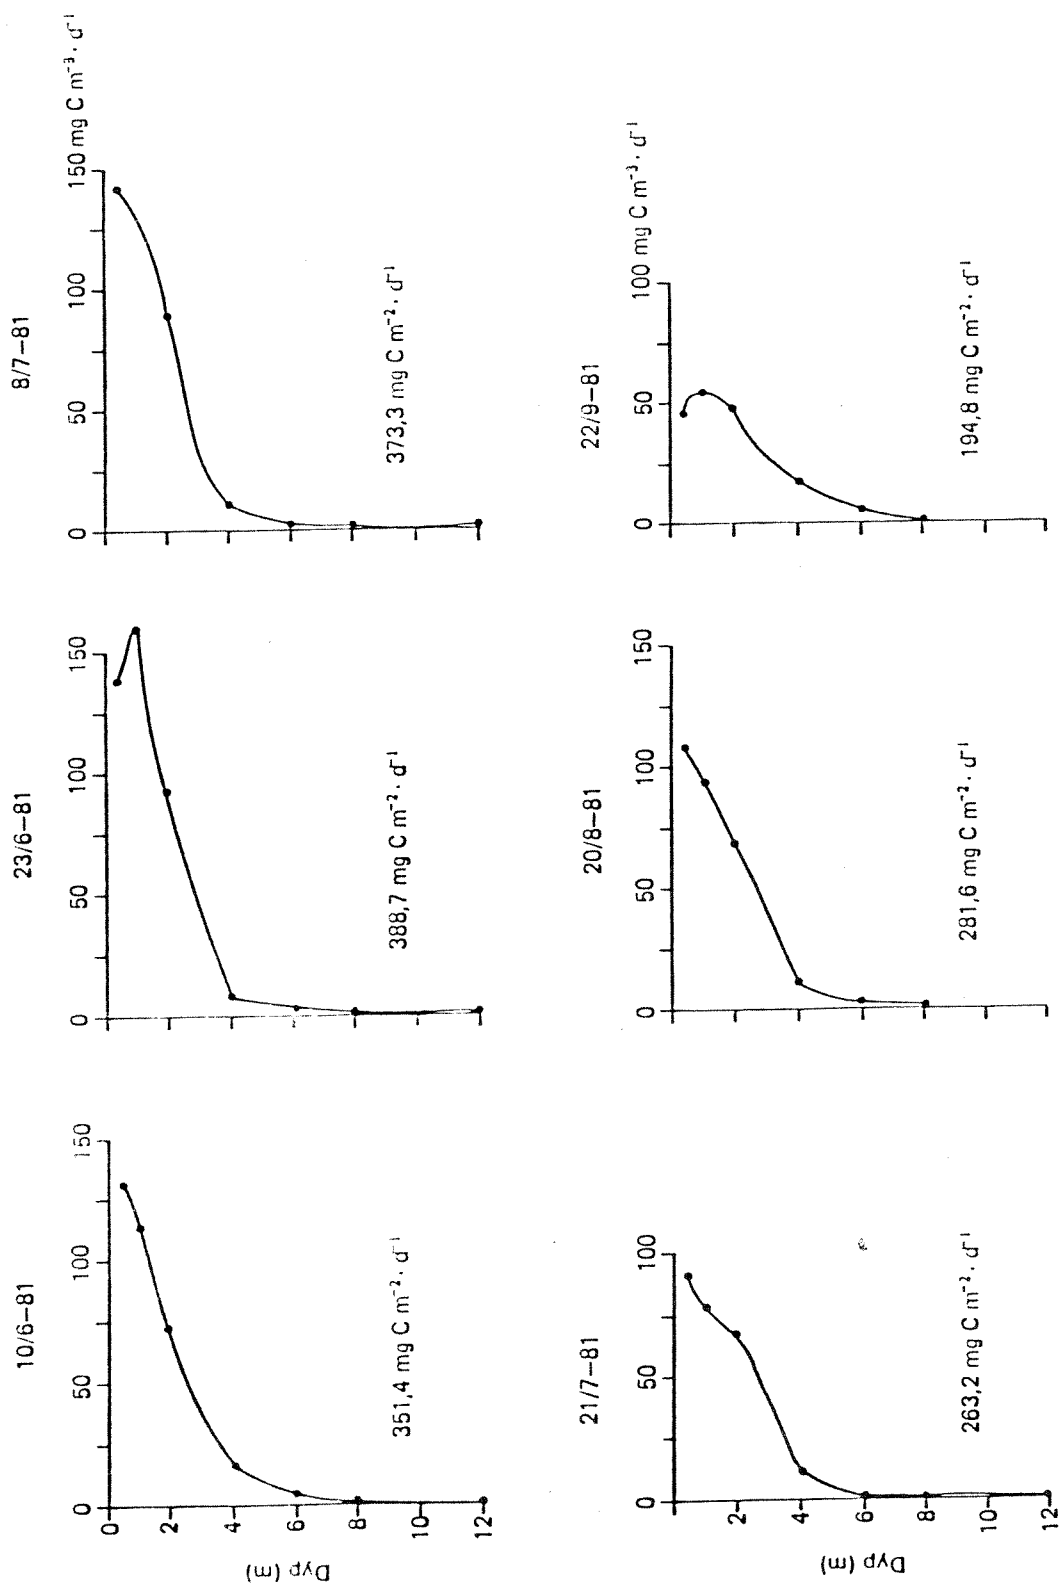 10/6–81
0 50 100 150
0
2
4
6
8
10
12
Dyp (m)
351,4 mg C m⁻² · d⁻¹
23/6–81
0 50 100 150
388,7 mg C m⁻² · d⁻¹
8/7–81
0 50 100 150 mg C m⁻³ · d⁻¹
373,3 mg C m⁻² · d⁻¹
21/7–81
0 50 100
2
4
6
8
10
12
Dyp (m)
263,2 mg C m⁻² · d⁻¹
20/8–81
0 50 100 150
281,6 mg C m⁻² · d⁻¹
22/9–81
0 50 100 mg C m⁻³ · d⁻¹
194,8 mg C m⁻² · d⁻¹